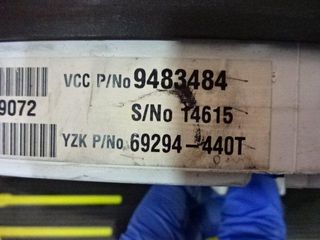 VCC P/No 9483484
9072
S/No 14615
YZK P/No 69294-440T